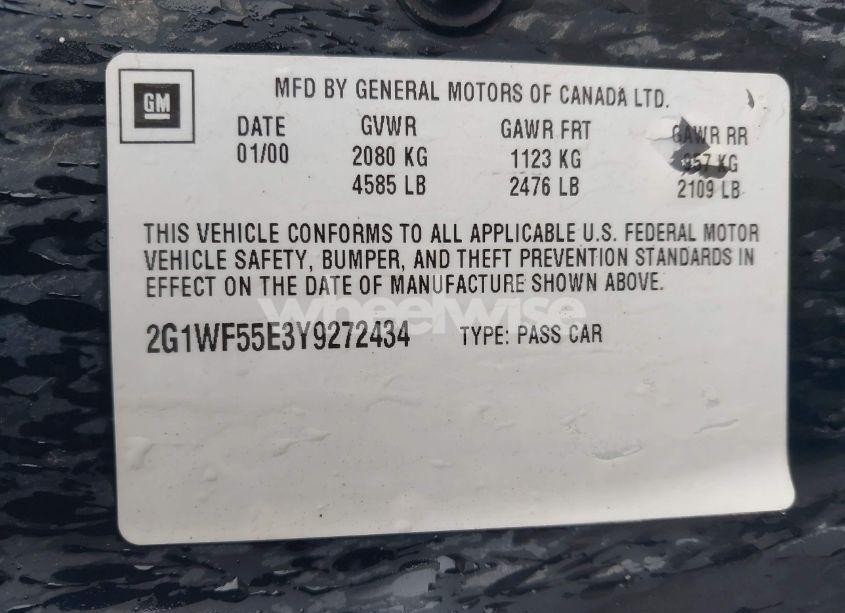 GM
MFD BY GENERAL MOTORS OF CANADA LTD.
DATE GVWR GAWR FRT GAWR RR
01/00 2080 KG 1123 KG 957 KG
4585 LB 2476 LB 2109 LB
THIS VEHICLE CONFORMS TO ALL APPLICABLE U.S. FEDERAL MOTOR
VEHICLE SAFETY, BUMPER, AND THEFT PREVENTION STANDARDS IN
EFFECT ON THE DATE OF MANUFACTURE SHOWN ABOVE.
wheelwise
2G1WF55E3Y9272434 TYPE: PASS CAR